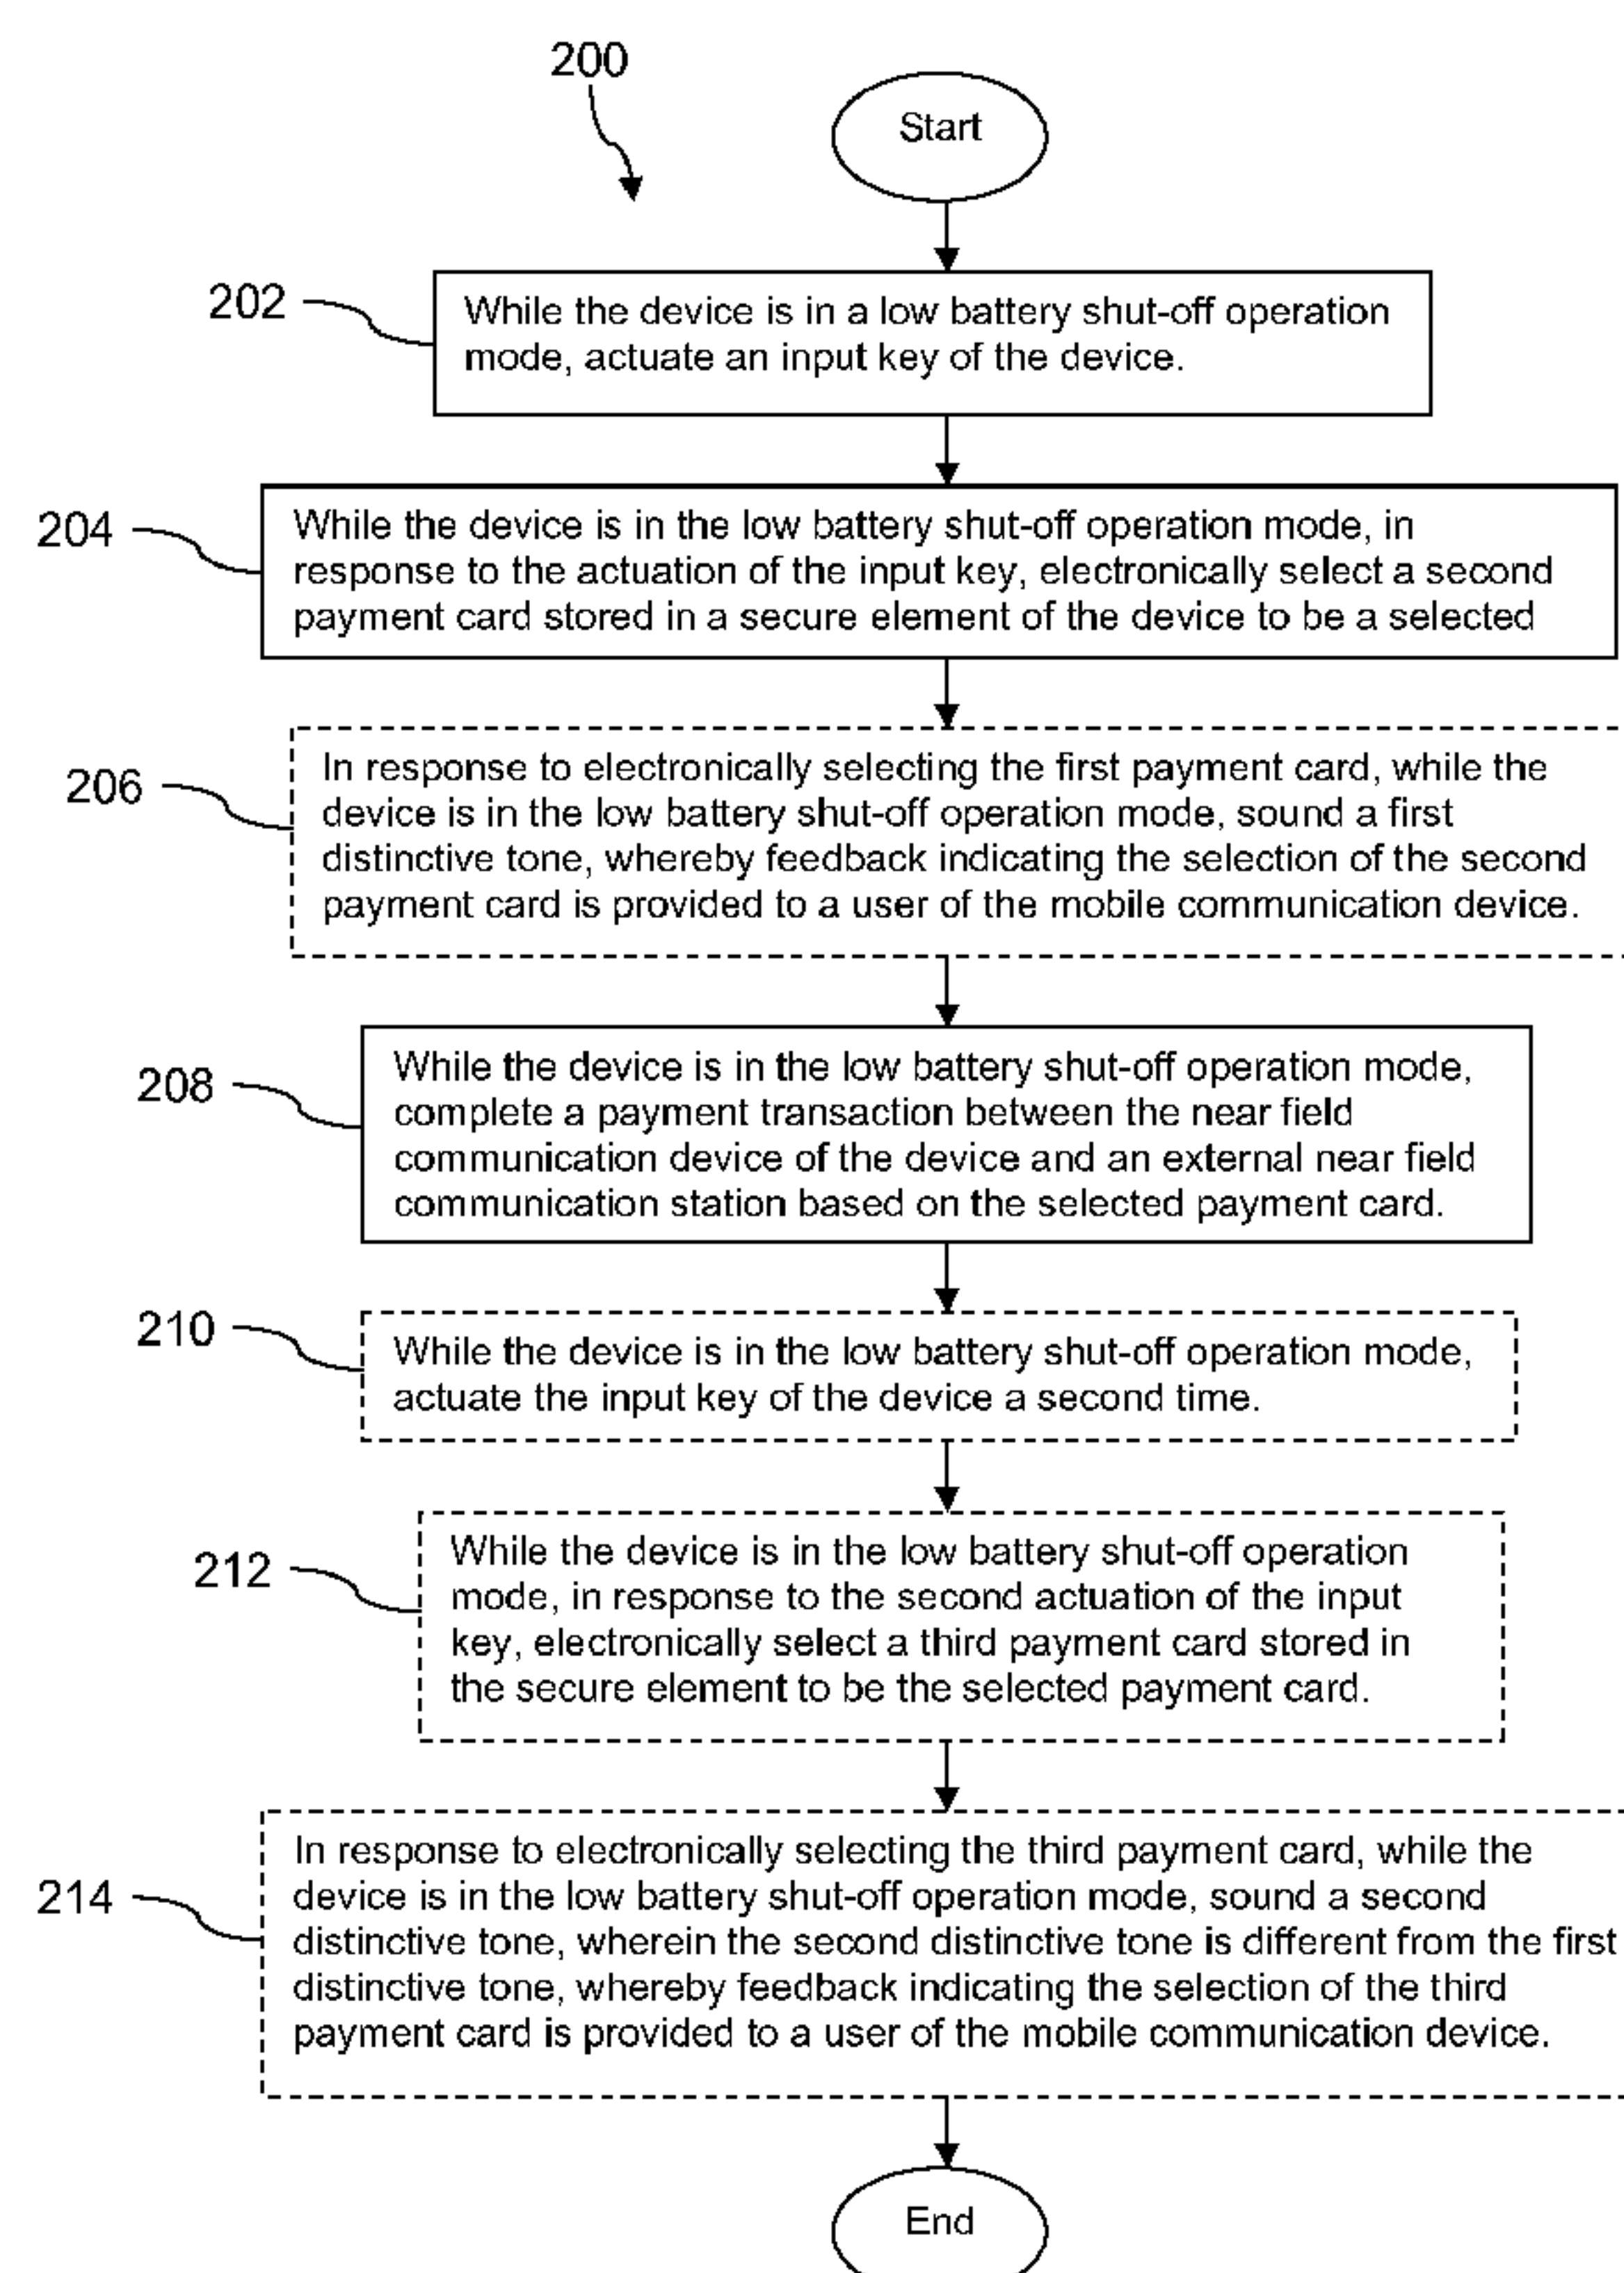 200
Start
202
While the device is in a low battery shut-off operation
mode, actuate an input key of the device.
204
While the device is in the low battery shut-off operation mode, in
response to the actuation of the input key, electronically select a second
payment card stored in a secure element of the device to be a selected
206
In response to electronically selecting the first payment card, while the
device is in the low battery shut-off operation mode, sound a first
distinctive tone, whereby feedback indicating the selection of the second
payment card is provided to a user of the mobile communication device.
208
While the device is in the low battery shut-off operation mode,
complete a payment transaction between the near field
communication device of the device and an external near field
communication station based on the selected payment card.
210
While the device is in the low battery shut-off operation mode,
actuate the input key of the device a second time.
212
While the device is in the low battery shut-off operation
mode, in response to the second actuation of the input
key, electronically select a third payment card stored in
the secure element to be the selected payment card.
214
In response to electronically selecting the third payment card, while the
device is in the low battery shut-off operation mode, sound a second
distinctive tone, wherein the second distinctive tone is different from the first
distinctive tone, whereby feedback indicating the selection of the third
payment card is provided to a user of the mobile communication device.
End